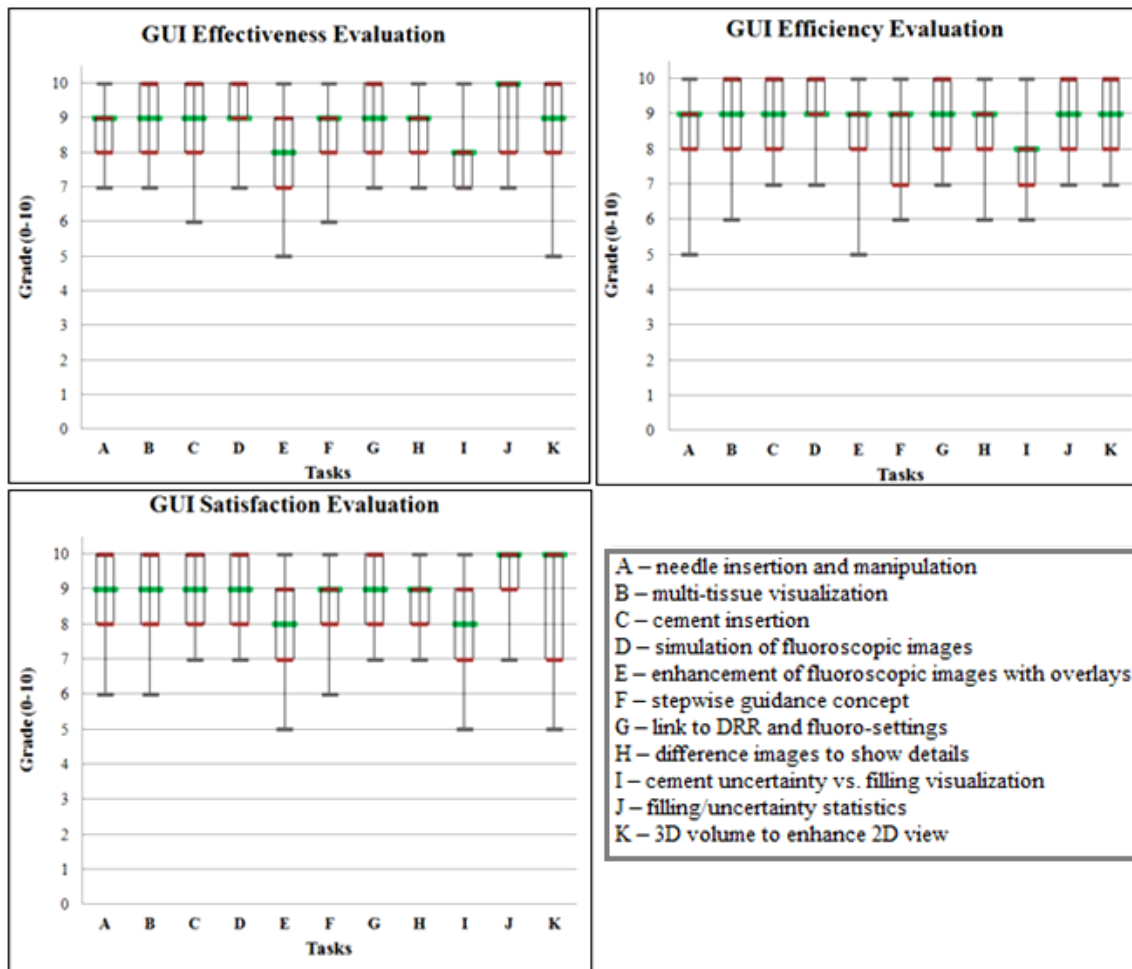 GUI Effectiveness Evaluation
Grade (0-10)
10
9
8
7
6
5
4
3
2
1
0
A B C D E F G H I J K
Tasks
GUI Efficiency Evaluation
Grade (0-10)
10
9
8
7
6
5
4
3
2
1
0
A B C D E F G H I J K
Tasks
GUI Satisfaction Evaluation
Grade (0-10)
10
9
8
7
6
5
4
3
2
1
0
A B C D E F G H I J K
Tasks
A – needle insertion and manipulation
B – multi-tissue visualization
C – cement insertion
D – simulation of fluoroscopic images
E – enhancement of fluoroscopic images with overlays
F – stepwise guidance concept
G – link to DRR and fluoro-settings
H – difference images to show details
I – cement uncertainty vs. filling visualization
J – filling/uncertainty statistics
K – 3D volume to enhance 2D view